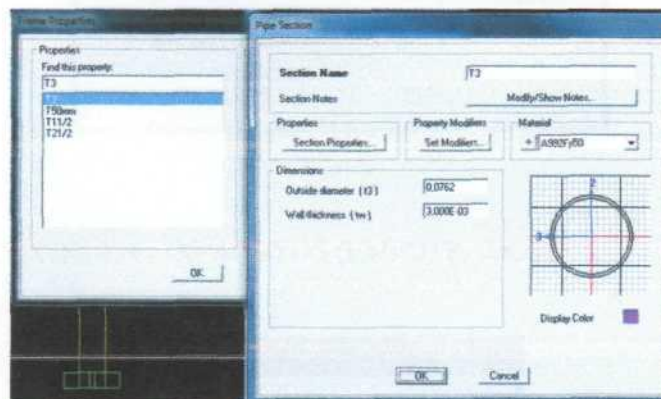 Frame Properties
Properties
Find this property:
T3
T3
T90mm
T11/2
T21/2
OK
Pipe Section
Section Name
T3
Section Notes
Modify/Show Notes...
Properties
Section Properties...
Property Modifiers
Set Modifiers...
Material
+ A992Fy50
Dimensions
Outside diameter ( t3 )
0,0762
Wall thickness ( tw )
3,000E-03
2
3
Display Color
OK
Cancel